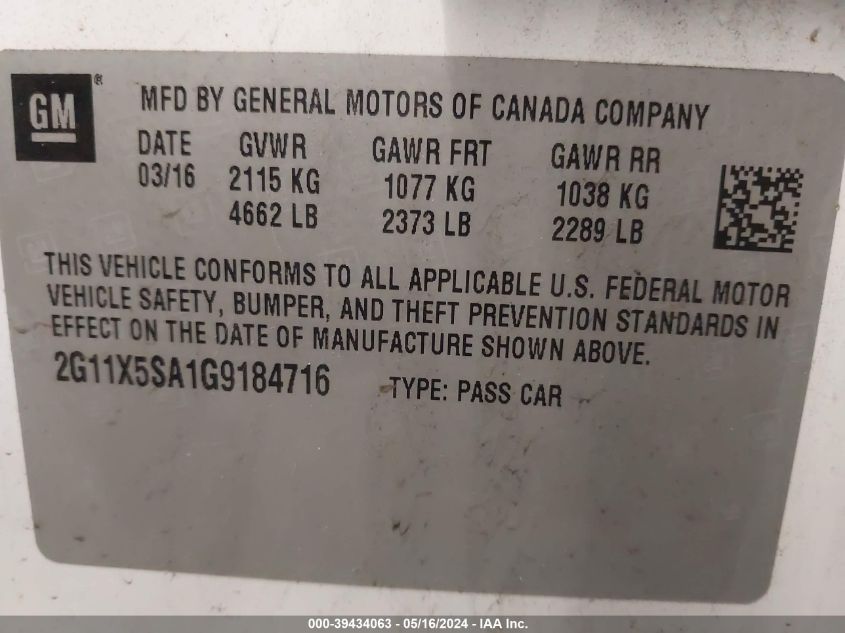 GM®
MFD BY GENERAL MOTORS OF CANADA COMPANY
DATE GVWR GAWR FRT GAWR RR
03/16 2115 KG 1077 KG 1038 KG
4662 LB 2373 LB 2289 LB
THIS VEHICLE CONFORMS TO ALL APPLICABLE U.S. FEDERAL MOTOR
VEHICLE SAFETY, BUMPER, AND THEFT PREVENTION STANDARDS IN
EFFECT ON THE DATE OF MANUFACTURE SHOWN ABOVE.
2G11X5SA1G9184716 TYPE: PASS CAR
000-39434063 - 05/16/2024 - IAA Inc.